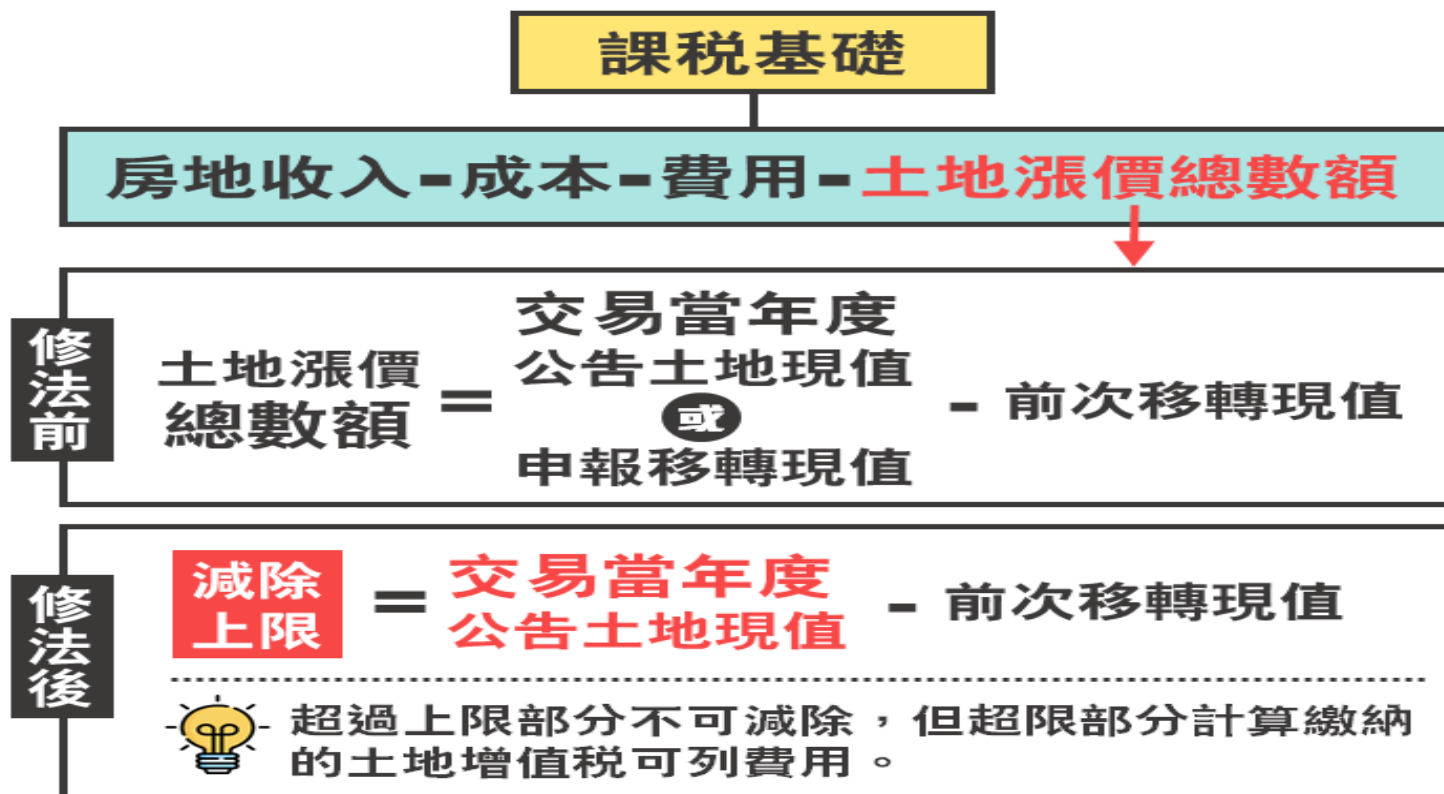 課稅基礎
房地收入-成本-費用-土地漲價總數額
修法前
土地漲價
總數額
=
交易當年度
公告土地現值
或
申報移轉現值
- 前次移轉現值
修法後
減除
上限
=
交易當年度
公告土地現值
- 前次移轉現值
超過上限部分不可減除，但超限部分計算繳納
的土地增值稅可列費用。